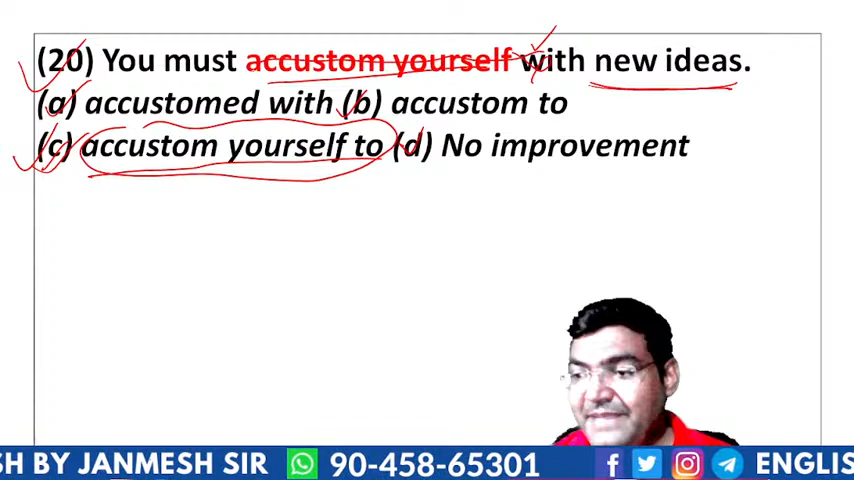 (20) You must accustom yourself with new ideas.
(a) accustomed with (b) accustom to
(c) accustom yourself to (d) No improvement
SH BY JANMESH SIR 90-458-65301 ENGLIS